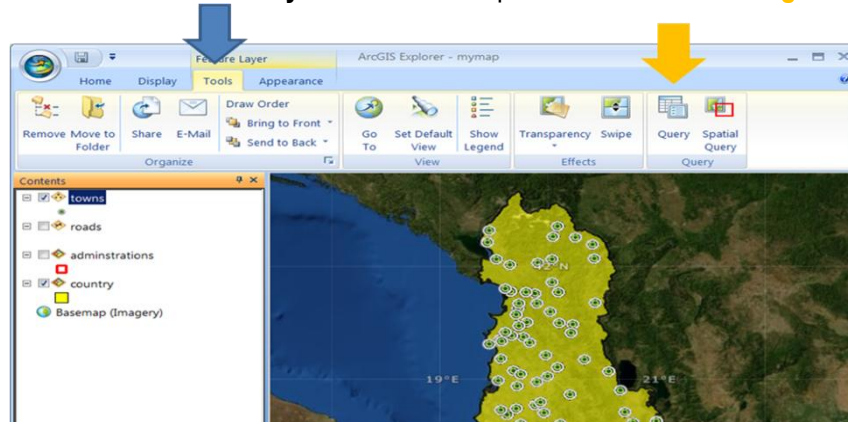 Feature Layer
ArcGIS Explorer - mymap
Home Display Tools Appearance
Remove Move to Folder
Share E-Mail
Draw Order
Bring to Front
Send to Back
Go To
Set Default View
Show Legend
Transparency Swipe
Query Spatial Query
Organize View Effects Query
Contents
towns
roads
adminstrations
country
Basemap (Imagery)
42°N
19°E 21°E